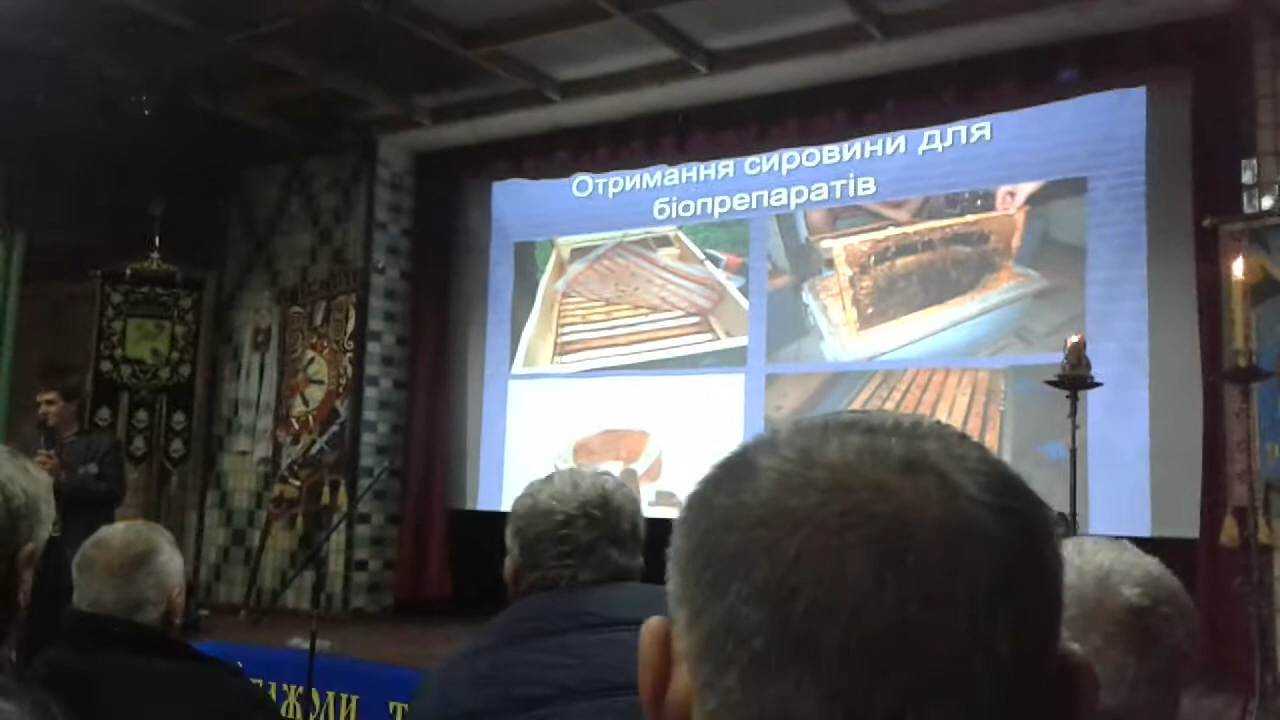 Отримання сировини для
біопрепаратів